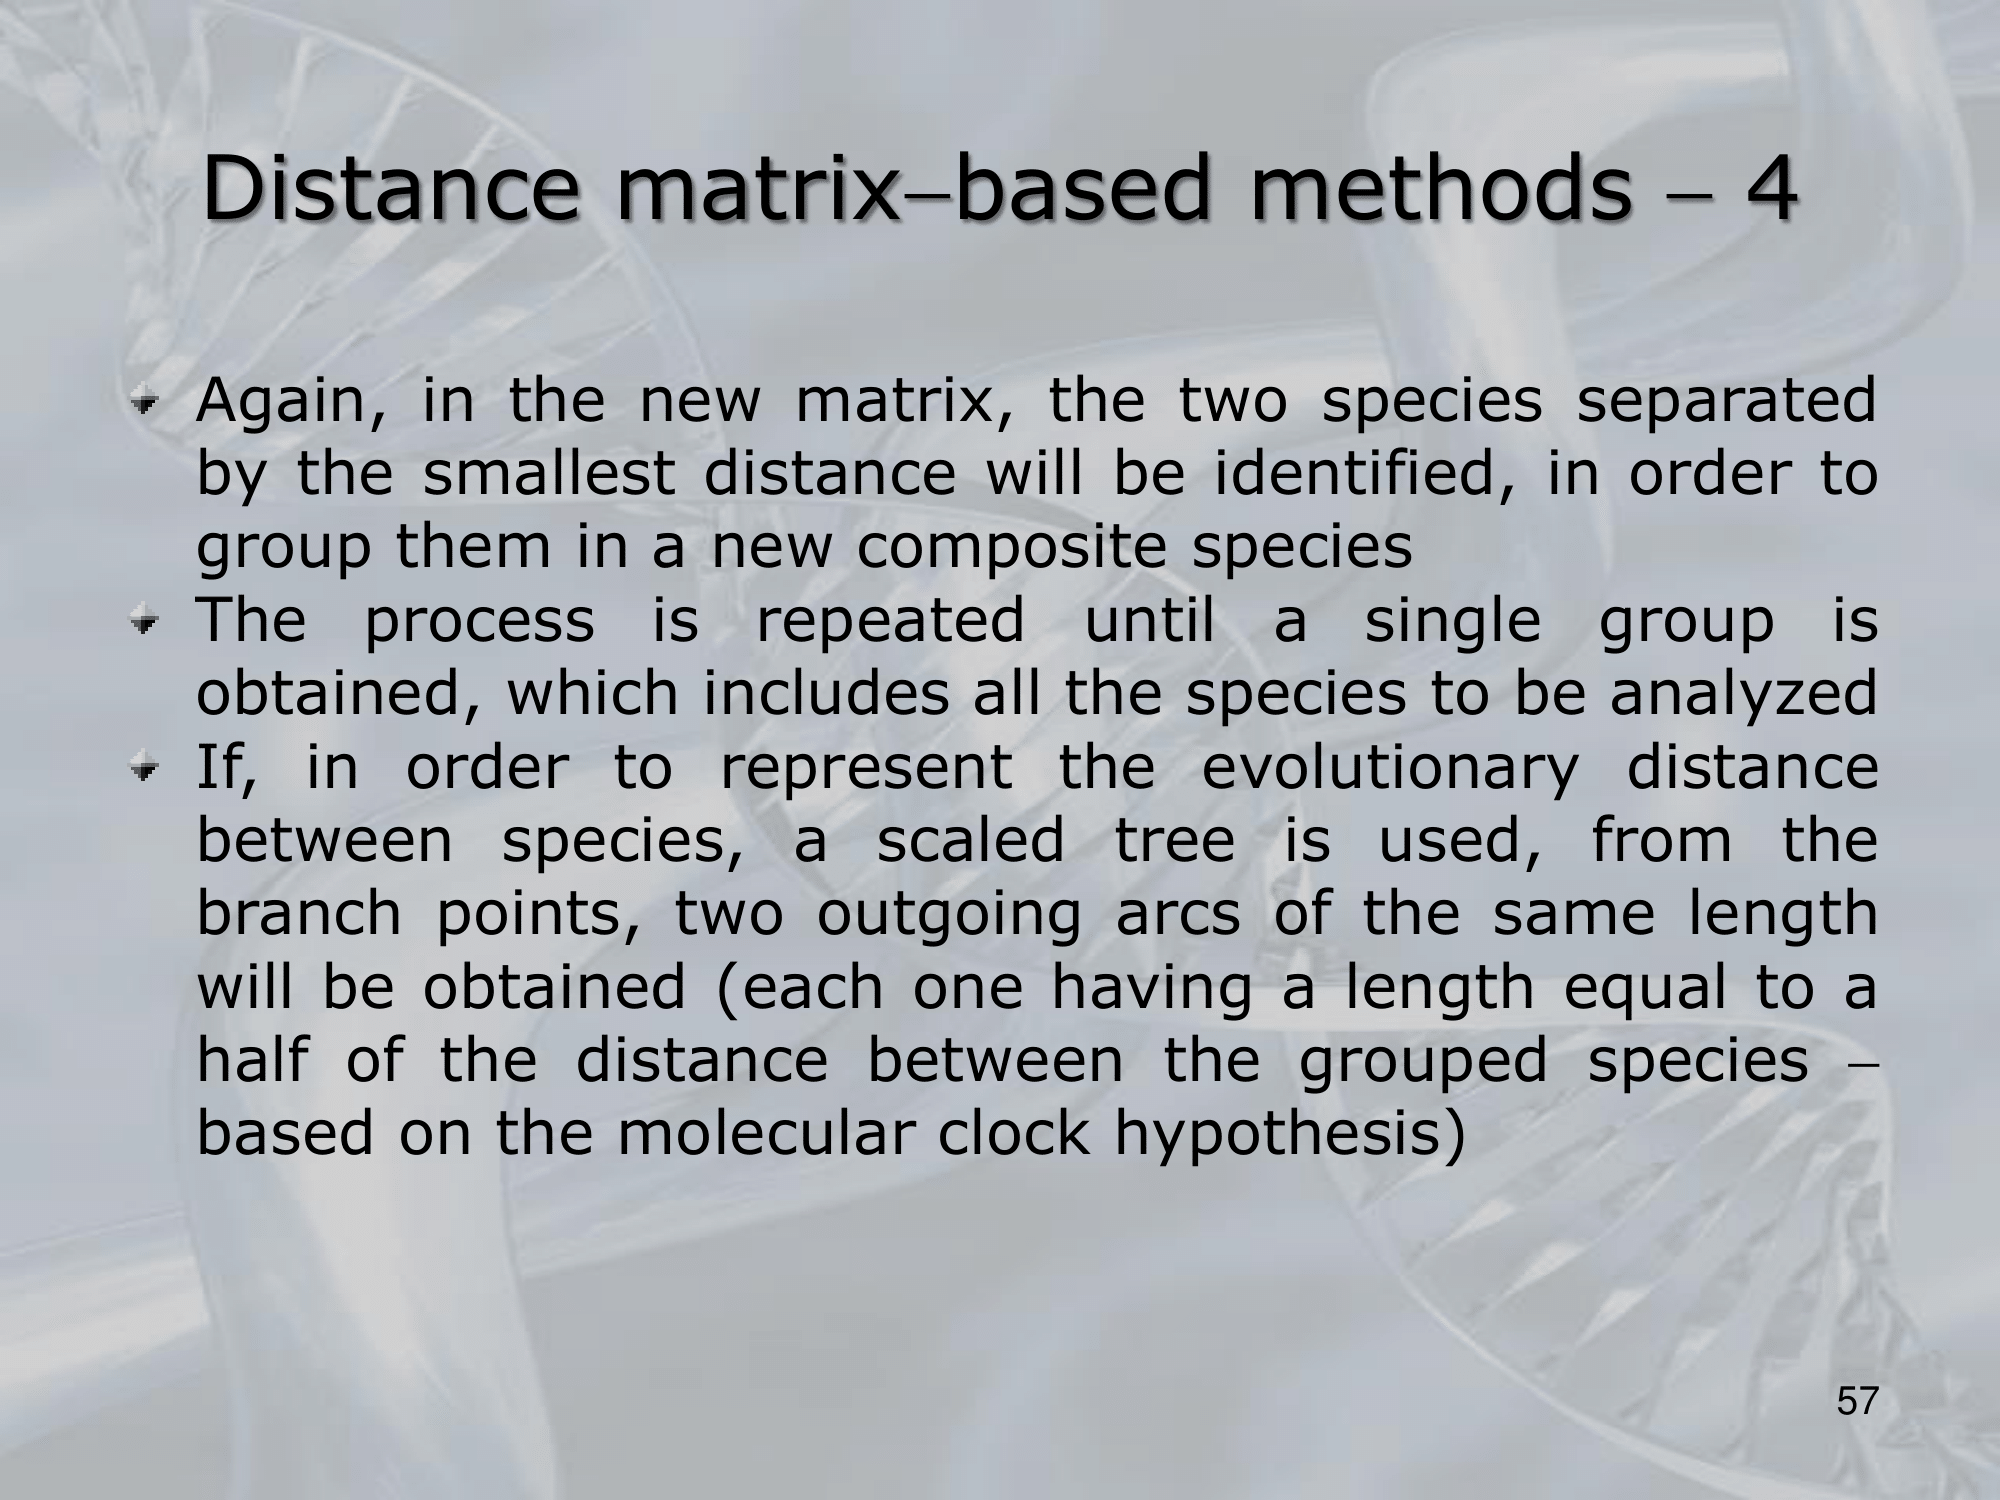 Distance matrix–based methods – 4
Again, in the new matrix, the two species separated
by the smallest distance will be identified, in order to
group them in a new composite species
The process is repeated until a single group is
obtained, which includes all the species to be analyzed
If, in order to represent the evolutionary distance
between species, a scaled tree is used, from the
branch points, two outgoing arcs of the same length
will be obtained (each one having a length equal to a
half of the distance between the grouped species –
based on the molecular clock hypothesis)
57